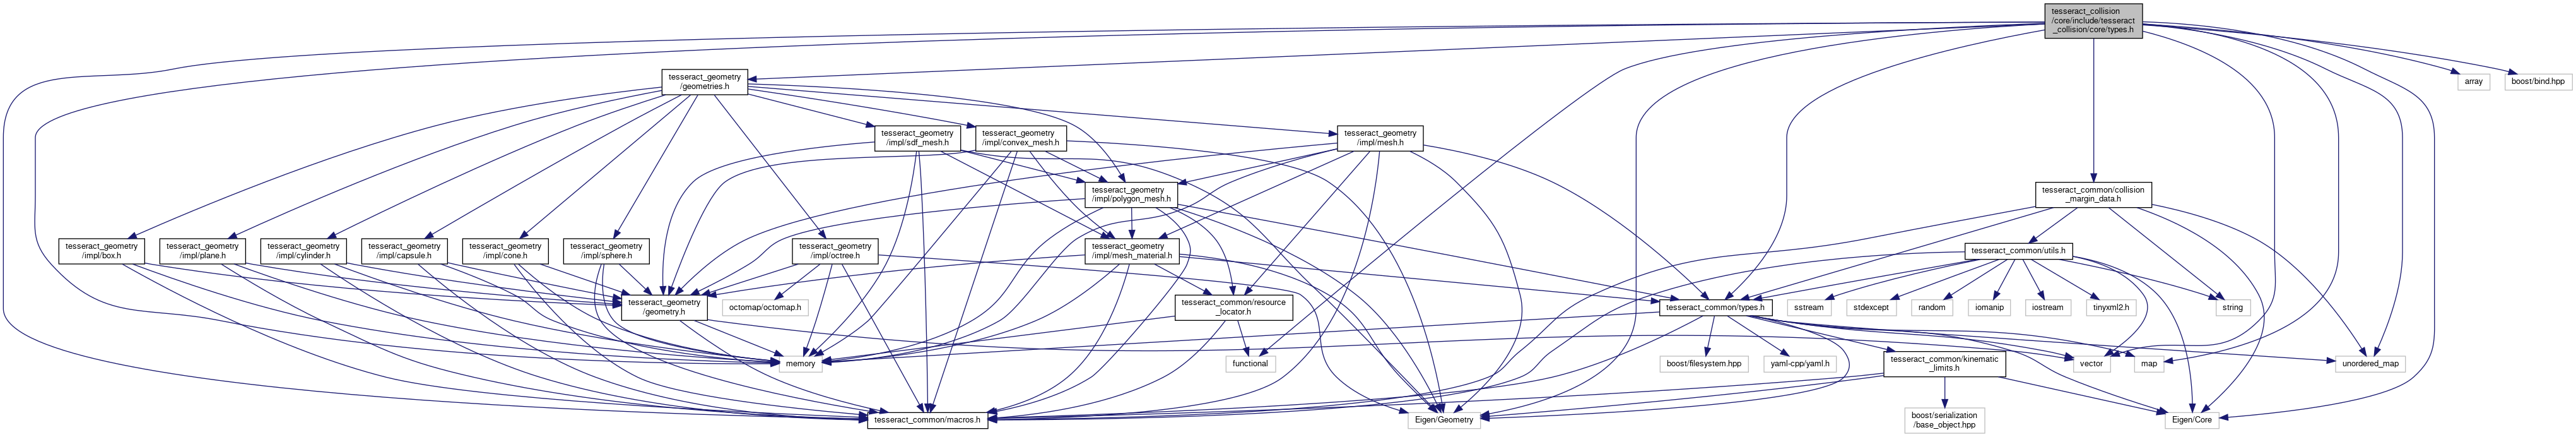 tesseract_collision
/core/include/tesseract
_collision/core/types.h
tesseract_geometry
/geometries.h
array
boost/bind.hpp
tesseract_geometry
/impl/sdf_mesh.h
tesseract_geometry
/impl/convex_mesh.h
tesseract_geometry
/impl/mesh.h
tesseract_geometry
/impl/polygon_mesh.h
tesseract_common/collision
_margin_data.h
tesseract_geometry
/impl/box.h
tesseract_geometry
/impl/plane.h
tesseract_geometry
/impl/cylinder.h
tesseract_geometry
/impl/capsule.h
tesseract_geometry
/impl/cone.h
tesseract_geometry
/impl/sphere.h
tesseract_geometry
/impl/octree.h
tesseract_geometry
/impl/mesh_material.h
tesseract_common/utils.h
tesseract_geometry
/geometry.h
octomap/octomap.h
tesseract_common/resource
_locator.h
tesseract_common/types.h
sstream
stdexcept
random
iomanip
iostream
tinyxml2.h
string
memory
functional
boost/filesystem.hpp
yaml-cpp/yaml.h
tesseract_common/kinematic
_limits.h
vector
map
unordered_map
tesseract_common/macros.h
Eigen/Geometry
boost/serialization
/base_object.hpp
Eigen/Core